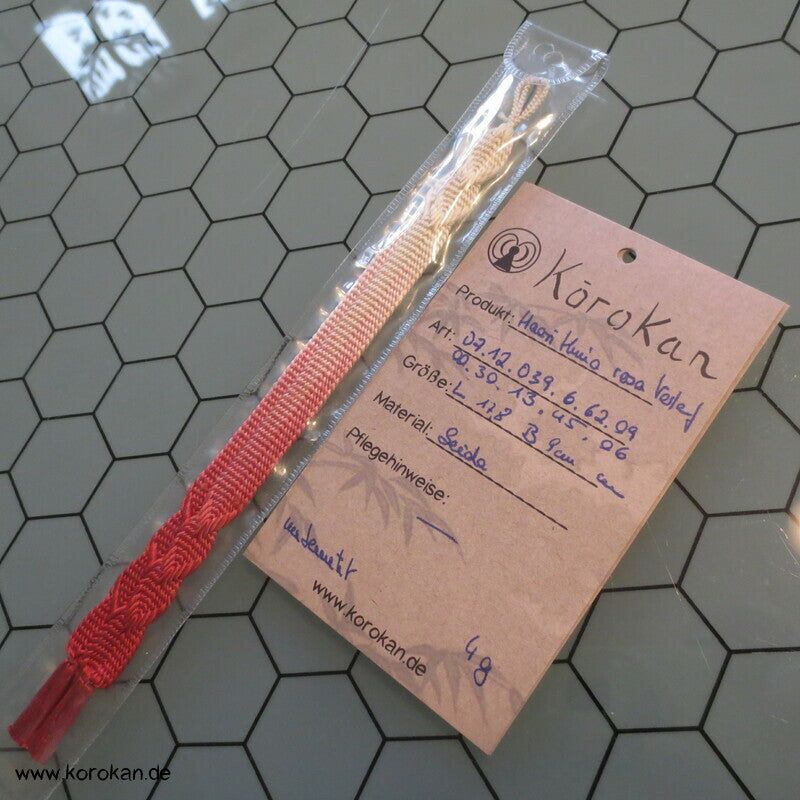 KōroKan
Produkt: Haori Himo rosa Verlauf
Art: 07.12.039.6.62.09
00.30.13.45.06
Größe: L 17,8 B 9cm cm
Material: Seide
Pflegehinweise: —
www.korokan.de
4g
www.korokan.de